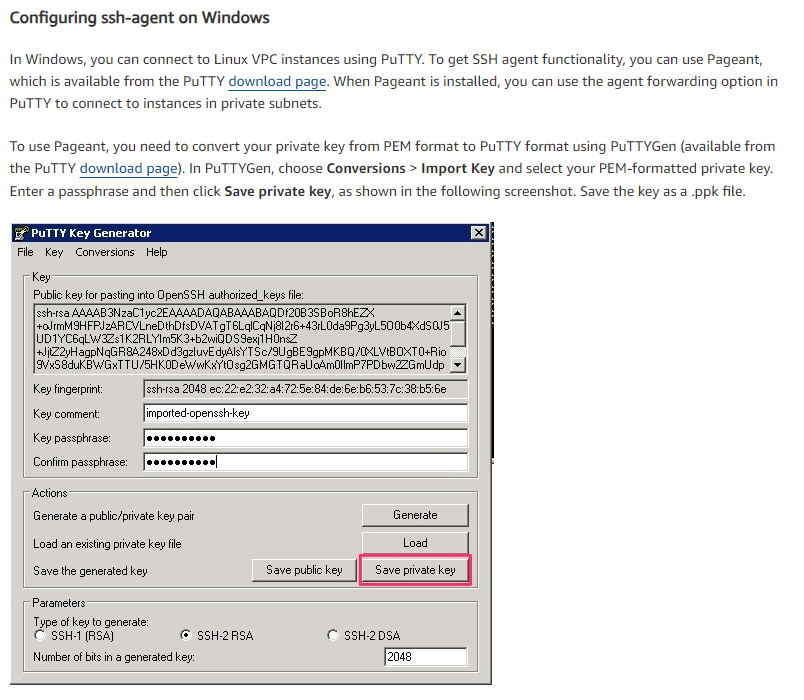 Configuring ssh-agent on Windows
In Windows, you can connect to Linux VPC instances using PuTTY. To get SSH agent functionality, you can use Pageant,
which is available from the PuTTY download page. When Pageant is installed, you can use the agent forwarding option in
PuTTY to connect to instances in private subnets.
To use Pageant, you need to convert your private key from PEM format to PuTTY format using PuTTYGen (available from
the PuTTY download page). In PuTTYGen, choose Conversions > Import Key and select your PEM-formatted private key.
Enter a passphrase and then click Save private key, as shown in the following screenshot. Save the key as a .ppk file.
PuTTY Key Generator
File Key Conversions Help
Key
Public key for pasting into OpenSSH authorized_keys file:
ssh-rsa AAAAB3NzaC1yc2EAAAADAQABAAABAQDf20B3SBoR8hEZX
Key fingerprint: ssh-rsa 2048 ec:22:e2:32:a4:72:5e:84:de:6e:b6:53:7c:38:b5:6e
Key comment: imported-openssh-key
Key passphrase: ●●●●●●●●●●
Confirm passphrase: ●●●●●●●●●●
Actions
Generate a public/private key pair Generate
Load an existing private key file Load
Save the generated key Save public key Save private key
Parameters
Type of key to generate:
SSH-1 (RSA) SSH-2 RSA SSH-2 DSA
Number of bits in a generated key: 2048